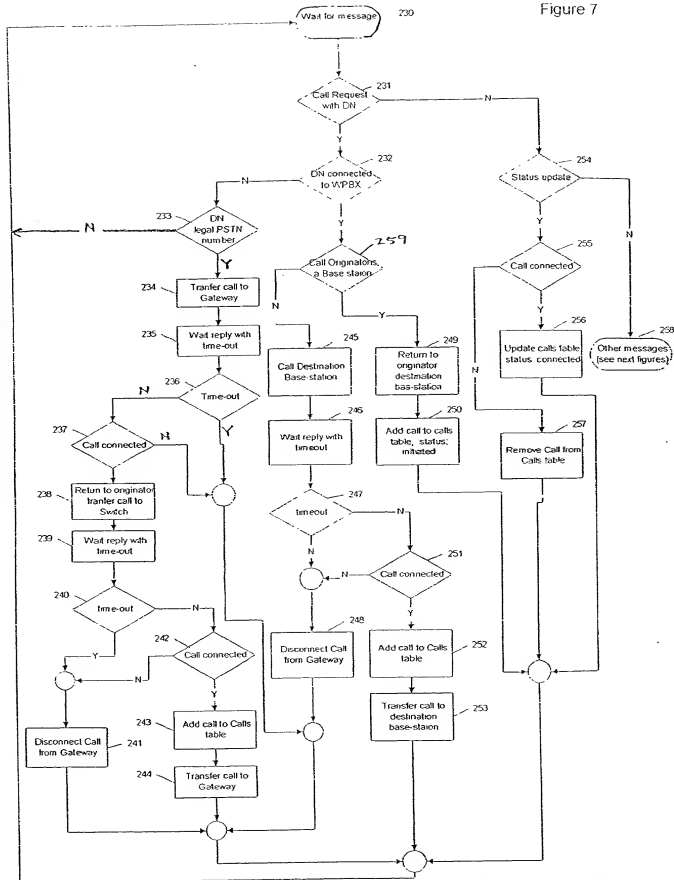 Figure 7
Wait for message
230
231
Call Request
with DN
N
Y
232
DN connected
to WPBX
N
Y
254
Status update
Y
N
233
DN
legal PSTN
number
N
Y
259
Call Originators,
a Base staion
N
Y
255
Call connected
Y
N
234
Tranfer call to
Gateway
235
Wait reply with
time-out
245
Call Destination
Base-station
249
Return to
originator
destination
bas-station
256
Update calls table
status connected
258
Other messages
(see next figures)
236
Time-out
N
Y
246
Wait reply with
timeout
250
Add call to calls
table, status:
initiated
257
Remove Call from
Calls table
237
Call connected
N
238
Return to originator
tranfer call to
Switch
239
Wait reply with
time-out
247
timeout
N
N
251
Call connected
N
Y
240
time-out
N
Y
242
Call connected
N
Y
248
Disconnect Call
from Gateway
252
Add call to Calls
table
253
Transfer call to
destination
base-staion
241
Disconnect Call
from Gateway
243
Add call to Calls
table
244
Transfer call to
Gateway